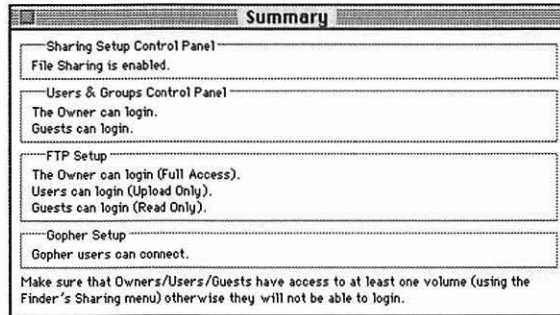 Summary
Sharing Setup Control Panel
File Sharing is enabled.
Users & Groups Control Panel
The Owner can login.
Guests can login.
FTP Setup
The Owner can login (Full Access).
Users can login (Upload Only).
Guests can login (Read Only).
Gopher Setup
Gopher users can connect.
Make sure that Owners/Users/Guests have access to at least one volume (using the
Finder's Sharing menu) otherwise they will not be able to login.